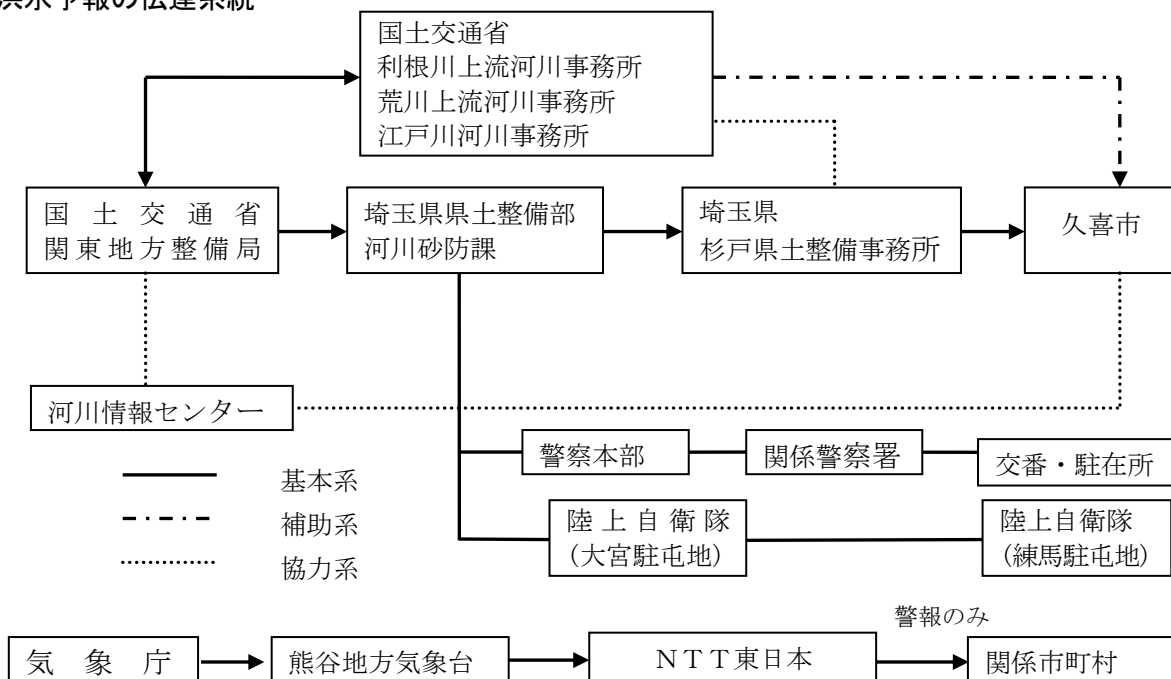 洪水予報の伝達系統
国土交通省
利根川上流河川事務所
荒川上流河川事務所
江戸川河川事務所
国土交通省
関東地方整備局
埼玉県県土整備部
河川砂防課
埼玉県
杉戸県土整備事務所
久喜市
河川情報センター
警察本部
関係警察署
交番・駐在所
基本系
補助系
協力系
陸上自衛隊
(大宮駐屯地)
陸上自衛隊
(練馬駐屯地)
警報のみ
気象庁
熊谷地方気象台
ＮＴＴ東日本
関係市町村